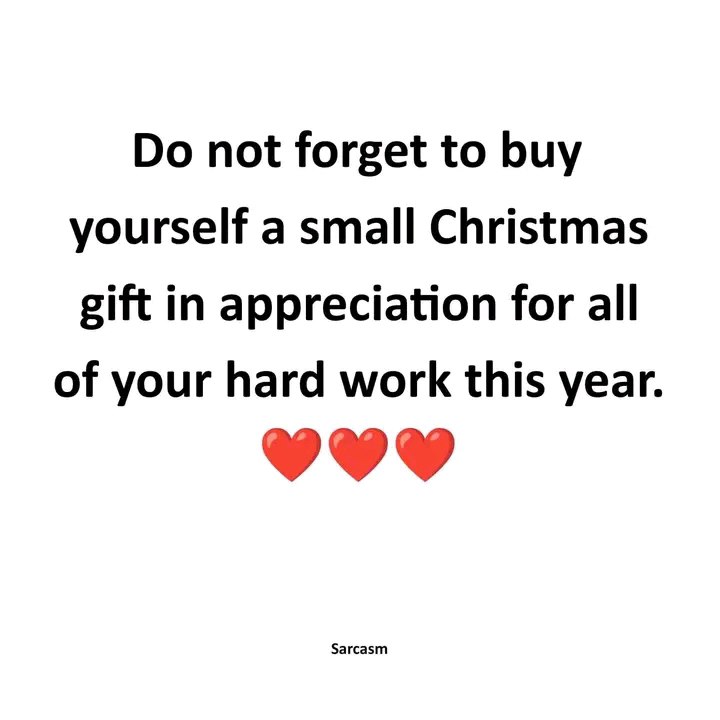 Do not forget to buy
yourself a small Christmas
gift in appreciation for all
of your hard work this year.
❤️❤️❤️
Sarcasm